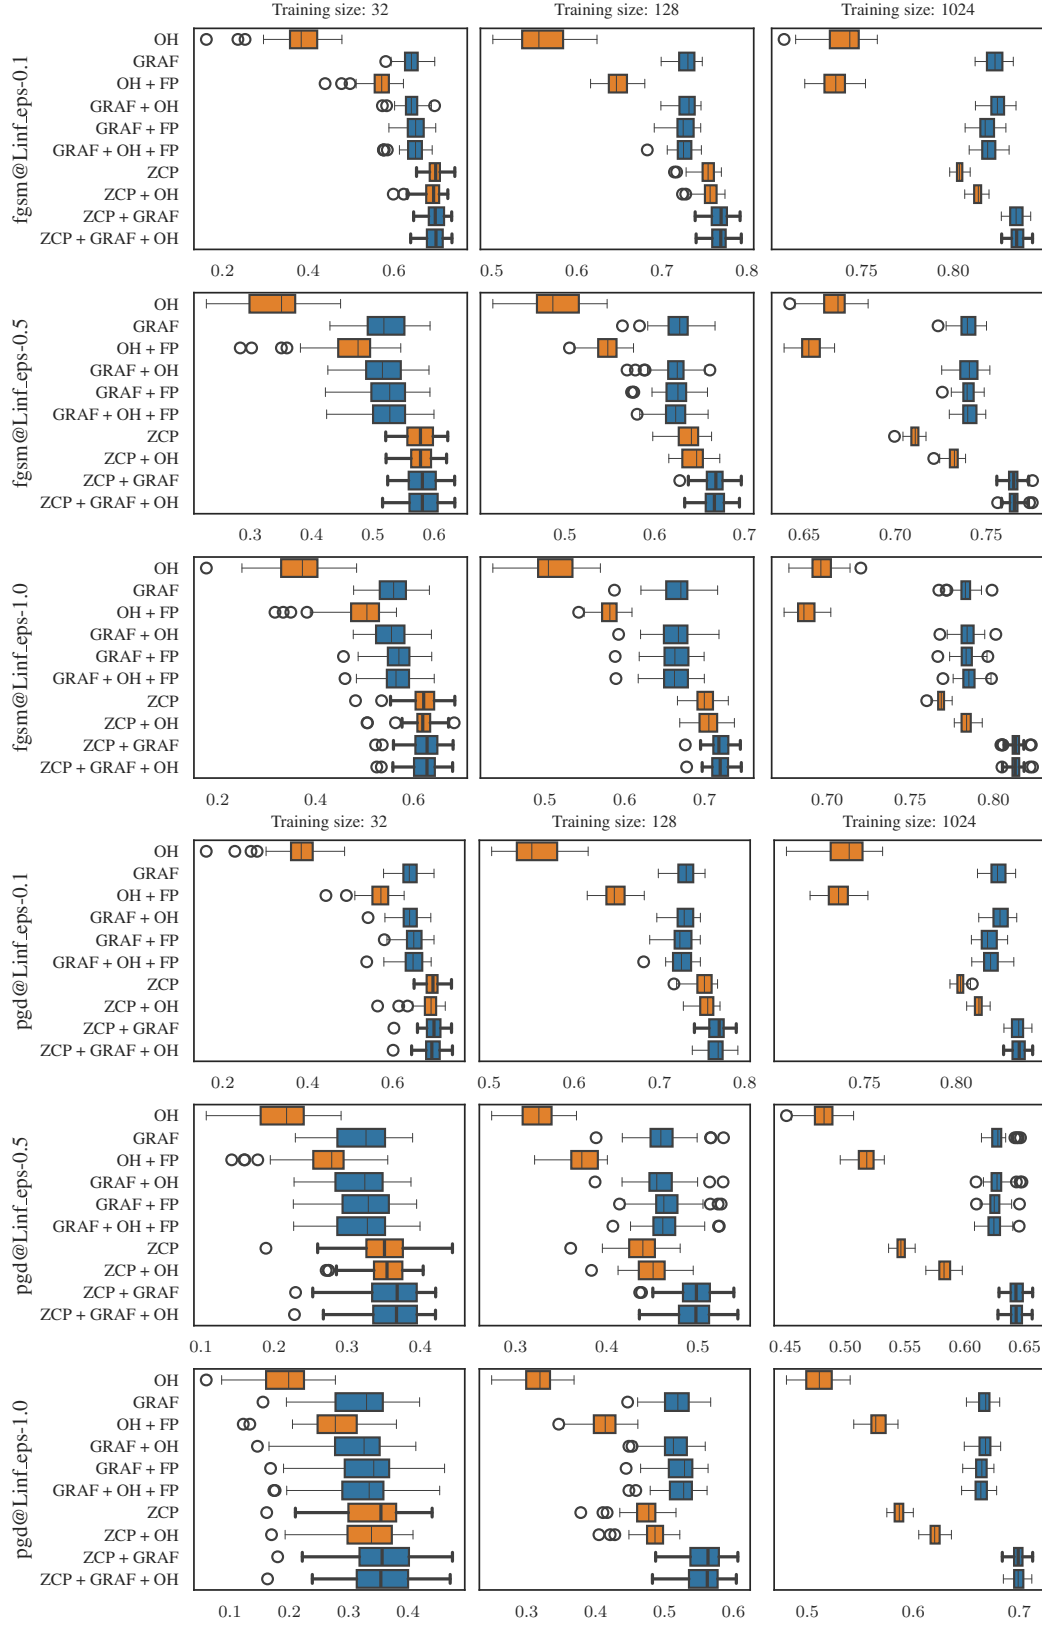 Training size: 32 Training size: 128 Training size: 1024
fgsm@Linf_eps-0.1
OH
GRAF
OH + FP
GRAF + OH
GRAF + FP
GRAF + OH + FP
ZCP
ZCP + OH
ZCP + GRAF
ZCP + GRAF + OH
0.2 0.4 0.6 0.5 0.6 0.7 0.8 0.75 0.80
fgsm@Linf_eps-0.5
OH
GRAF
OH + FP
GRAF + OH
GRAF + FP
GRAF + OH + FP
ZCP
ZCP + OH
ZCP + GRAF
ZCP + GRAF + OH
0.3 0.4 0.5 0.6 0.5 0.6 0.7 0.65 0.70 0.75
fgsm@Linf_eps-1.0
OH
GRAF
OH + FP
GRAF + OH
GRAF + FP
GRAF + OH + FP
ZCP
ZCP + OH
ZCP + GRAF
ZCP + GRAF + OH
0.2 0.4 0.6 0.5 0.6 0.7 0.70 0.75 0.80
Training size: 32 Training size: 128 Training size: 1024
pgd@Linf_eps-0.1
OH
GRAF
OH + FP
GRAF + OH
GRAF + FP
GRAF + OH + FP
ZCP
ZCP + OH
ZCP + GRAF
ZCP + GRAF + OH
0.2 0.4 0.6 0.5 0.6 0.7 0.8 0.75 0.80
pgd@Linf_eps-0.5
OH
GRAF
OH + FP
GRAF + OH
GRAF + FP
GRAF + OH + FP
ZCP
ZCP + OH
ZCP + GRAF
ZCP + GRAF + OH
0.1 0.2 0.3 0.4 0.3 0.4 0.5 0.45 0.50 0.55 0.60 0.65
pgd@Linf_eps-1.0
OH
GRAF
OH + FP
GRAF + OH
GRAF + FP
GRAF + OH + FP
ZCP
ZCP + OH
ZCP + GRAF
ZCP + GRAF + OH
0.1 0.2 0.3 0.4 0.3 0.4 0.5 0.6 0.5 0.6 0.7